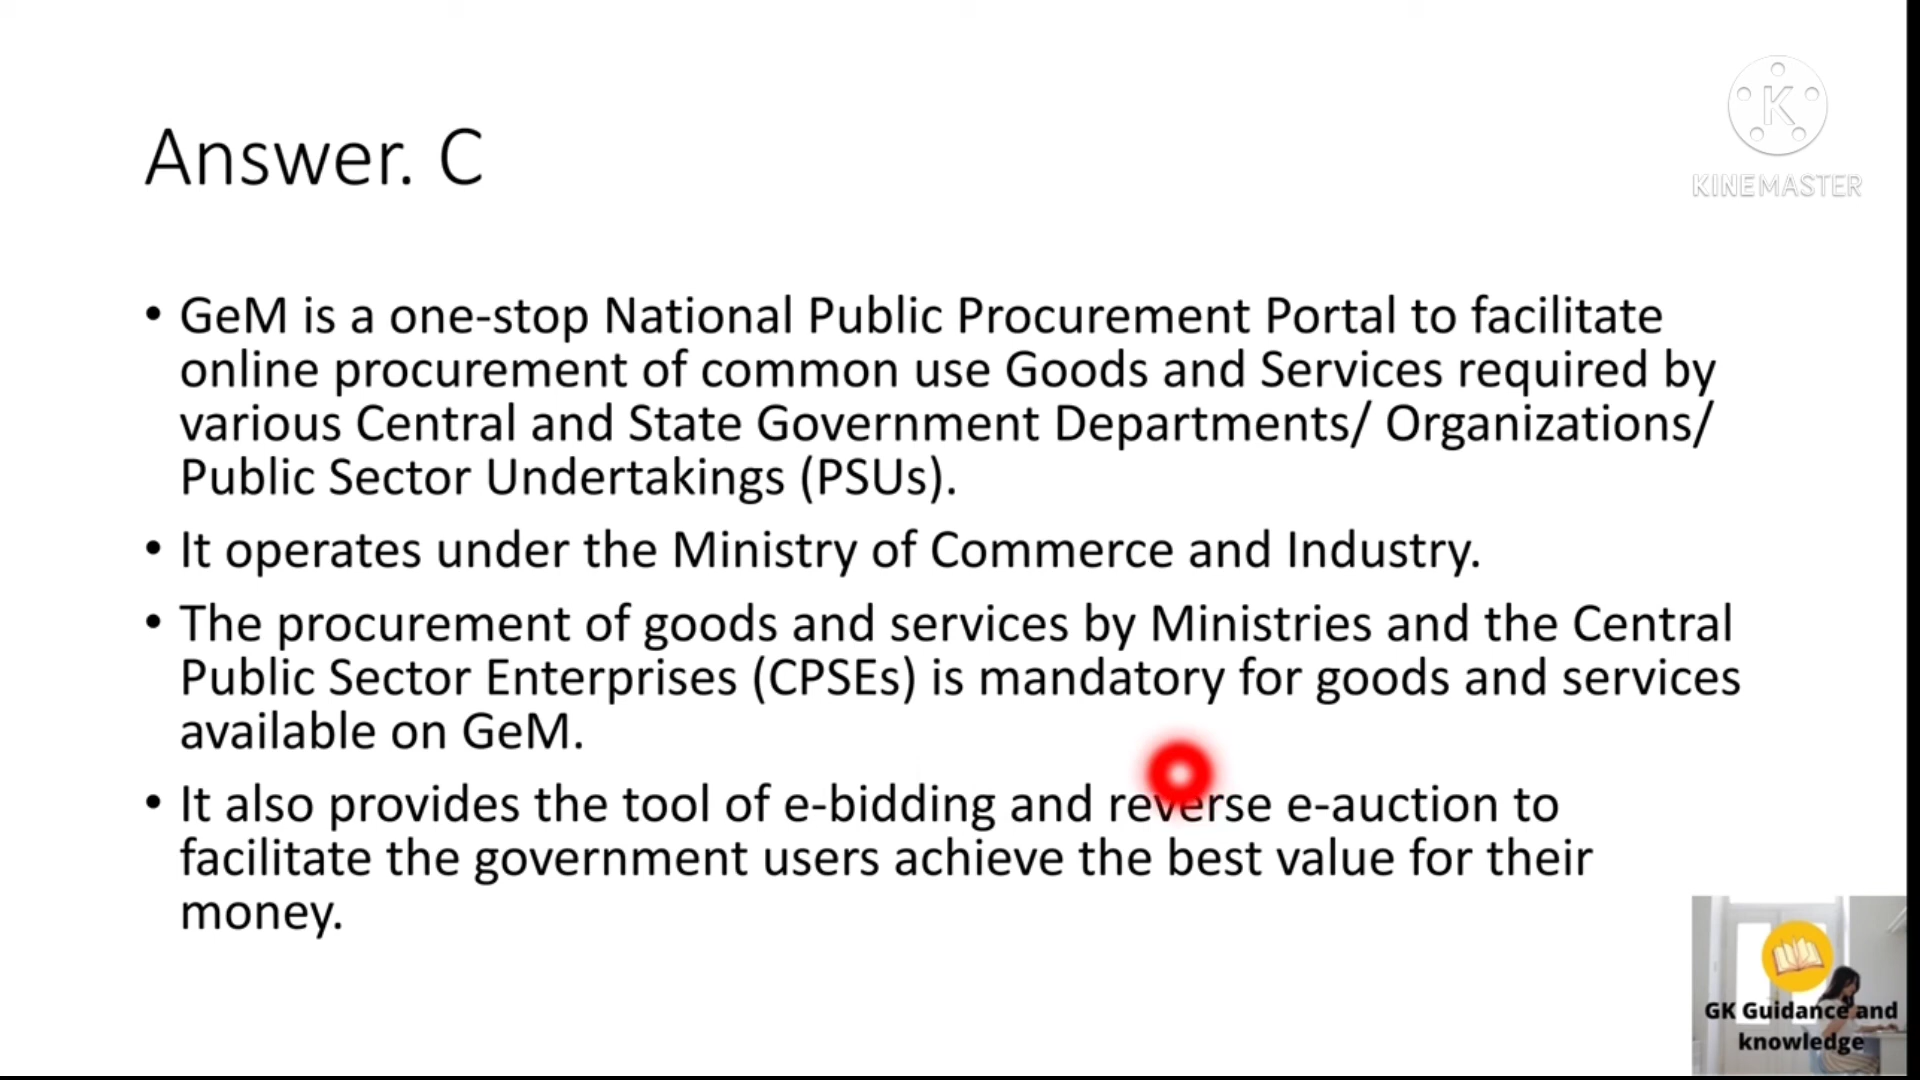 K
KINEMASTER
Answer. C
• GeM is a one-stop National Public Procurement Portal to facilitate
online procurement of common use Goods and Services required by
various Central and State Government Departments/ Organizations/
Public Sector Undertakings (PSUs).
• It operates under the Ministry of Commerce and Industry.
• The procurement of goods and services by Ministries and the Central
Public Sector Enterprises (CPSEs) is mandatory for goods and services
available on GeM.
• It also provides the tool of e-bidding and reverse e-auction to
facilitate the government users achieve the best value for their
money.
GK Guidance and
knowledge